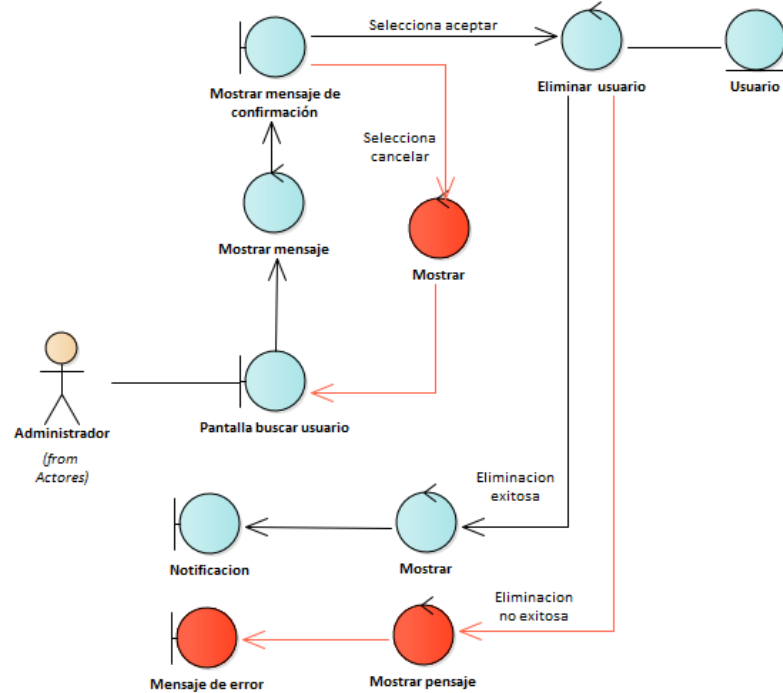 Selecciona aceptar
Mostrar mensaje de
confirmación
Eliminar usuario
Usuario
Selecciona
cancelar
Mostrar mensaje
Mostrar
Administrador
(from
Actores)
Pantalla buscar usuario
Eliminacion
exitosa
Notificacion
Mostrar
Eliminacion
no exitosa
Mensaje de error
Mostrar pensaje